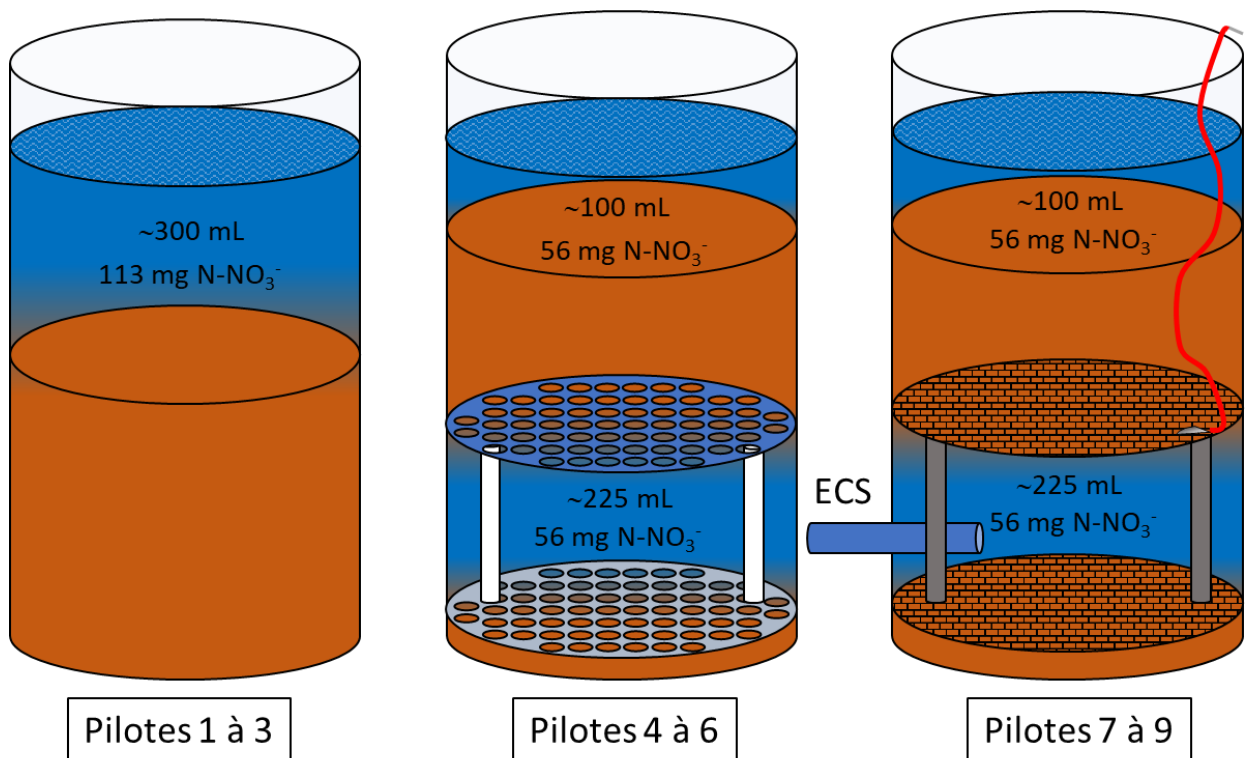 ~300 mL
113 mg N-NO₃⁻
Pilotes 1 à 3
~100 mL
56 mg N-NO₃⁻
~225 mL
56 mg N-NO₃⁻
Pilotes 4 à 6
ECS
~100 mL
56 mg N-NO₃⁻
~225 mL
56 mg N-NO₃⁻
Pilotes 7 à 9